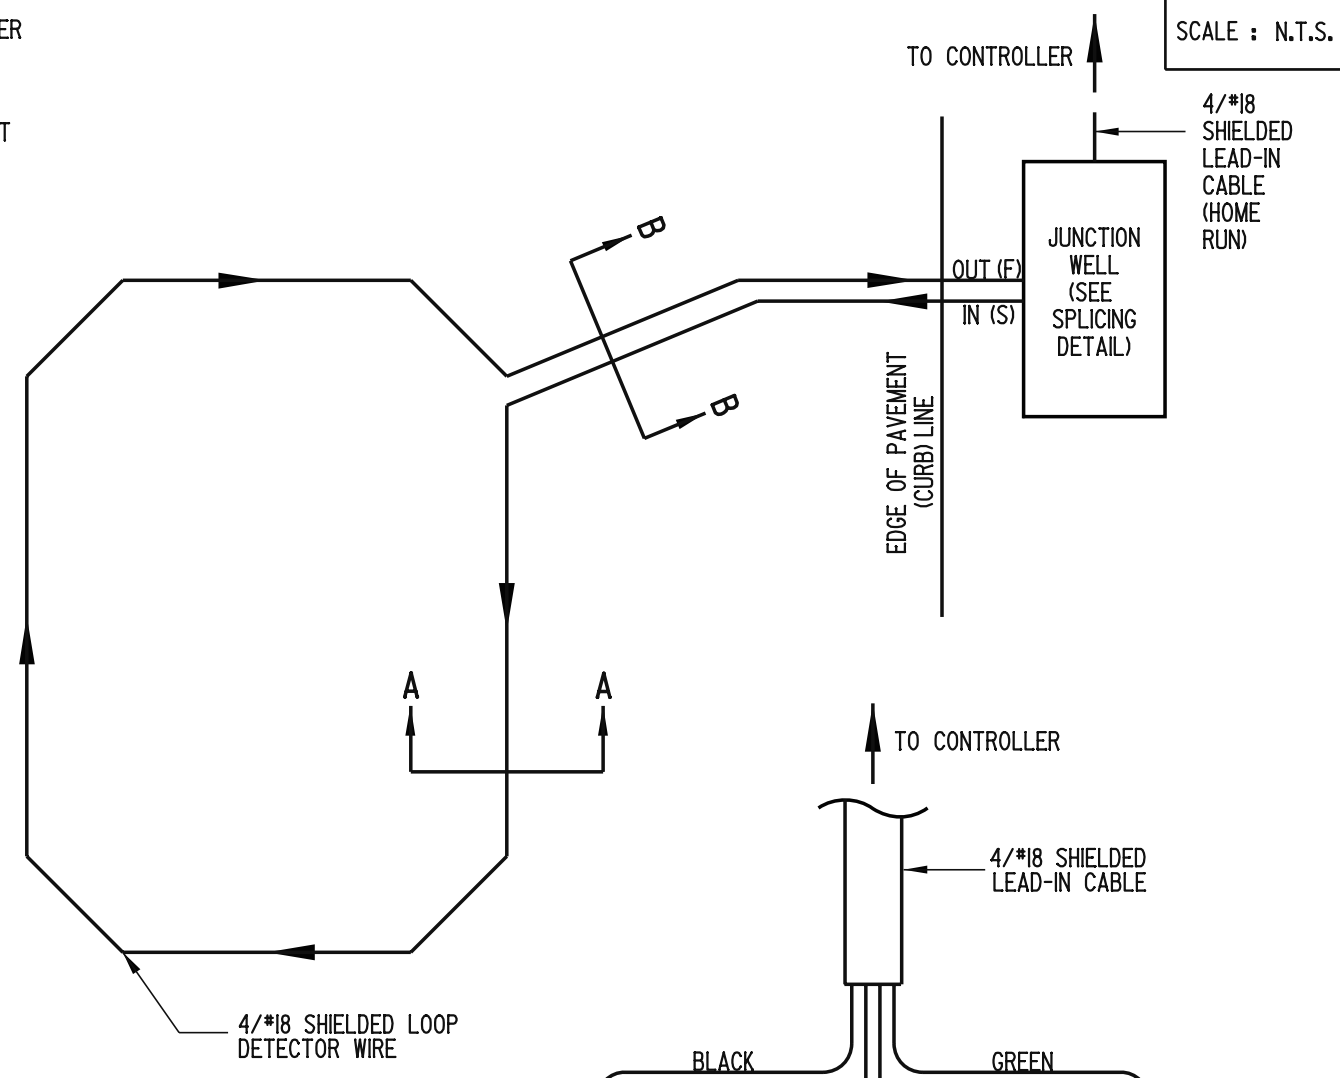 ER
T
TO CONTROLLER
SCALE : N.T.S.
4/#18
SHIELDED
LEAD-IN
CABLE
(HOME
RUN)
B
B
OUT (F)
IN (S)
JUNCTION
WELL
(SEE
SPLICING
DETAIL)
EDGE OF PAVEMENT
(CURB) LINE
A
A
TO CONTROLLER
4/#18 SHIELDED
LEAD-IN CABLE
4/#18 SHIELDED LOOP
DETECTOR WIRE
BLACK
GREEN